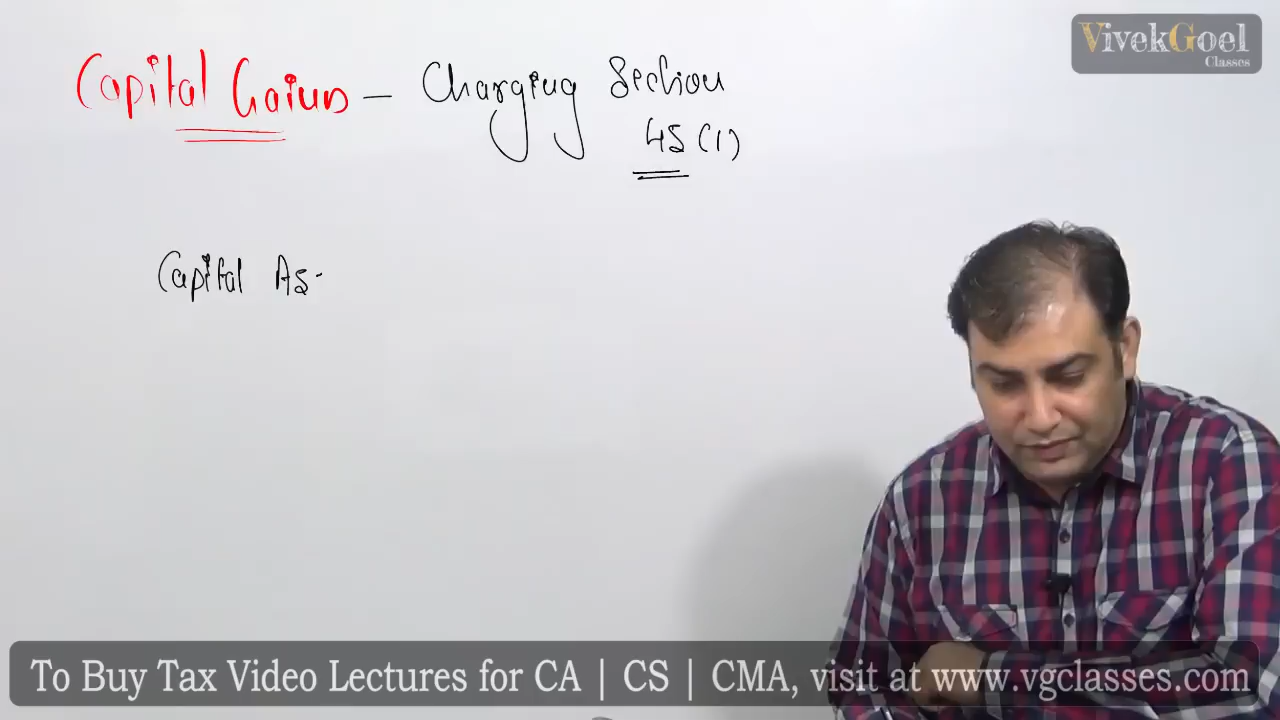 VivekGoel
Classes
Capital Gains – Charging Section
45(1)
Capital As
To Buy Tax Video Lectures for CA | CS | CMA, visit at www.vgclasses.com